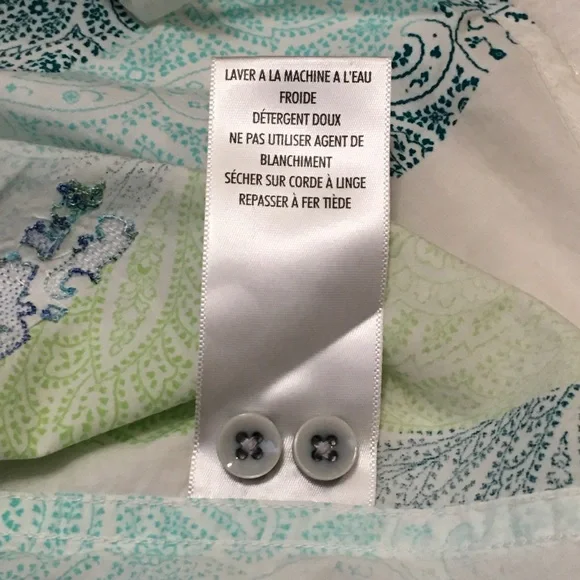 LAVER A LA MACHINE A L'EAU
FROIDE
DÉTERGENT DOUX
NE PAS UTILISER AGENT DE
BLANCHIMENT
SÉCHER SUR CORDE À LINGE
REPASSER À FER TIÈDE